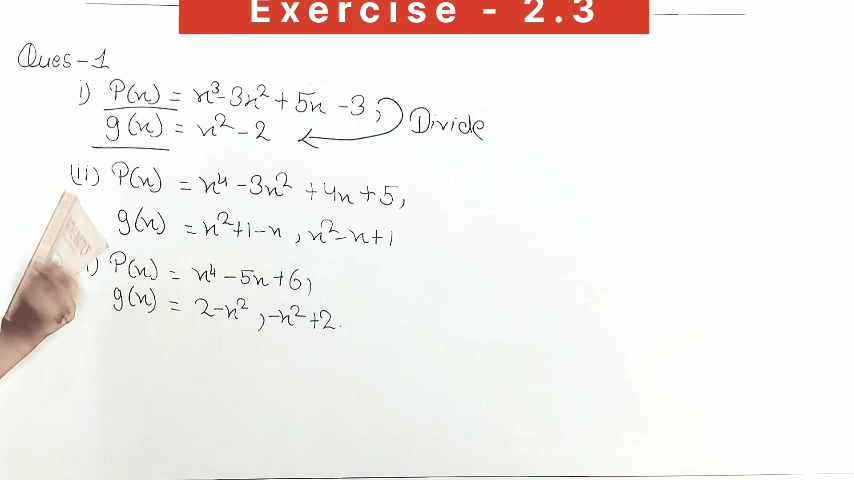 Exercise - 2.3
Ques-1
i) P(x) = x³-3x²+5x-3,
g(x) = x²-2
Divide
(ii) P(x) = x⁴-3x²+4x+5,
g(x) = x²+1-x, x²-x+1
i) P(x) = x⁴-5x+6,
g(x) = 2-x², -x²+2.